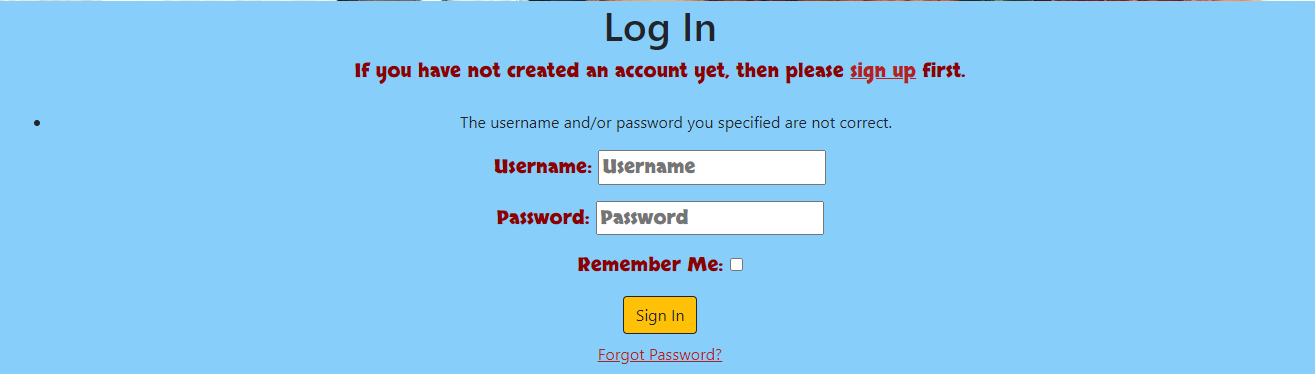 Log In
If you have not created an account yet, then please sign up first.
The username and/or password you specified are not correct.
Username: Username
Password: Password
Remember Me:
Sign In
Forgot Password?